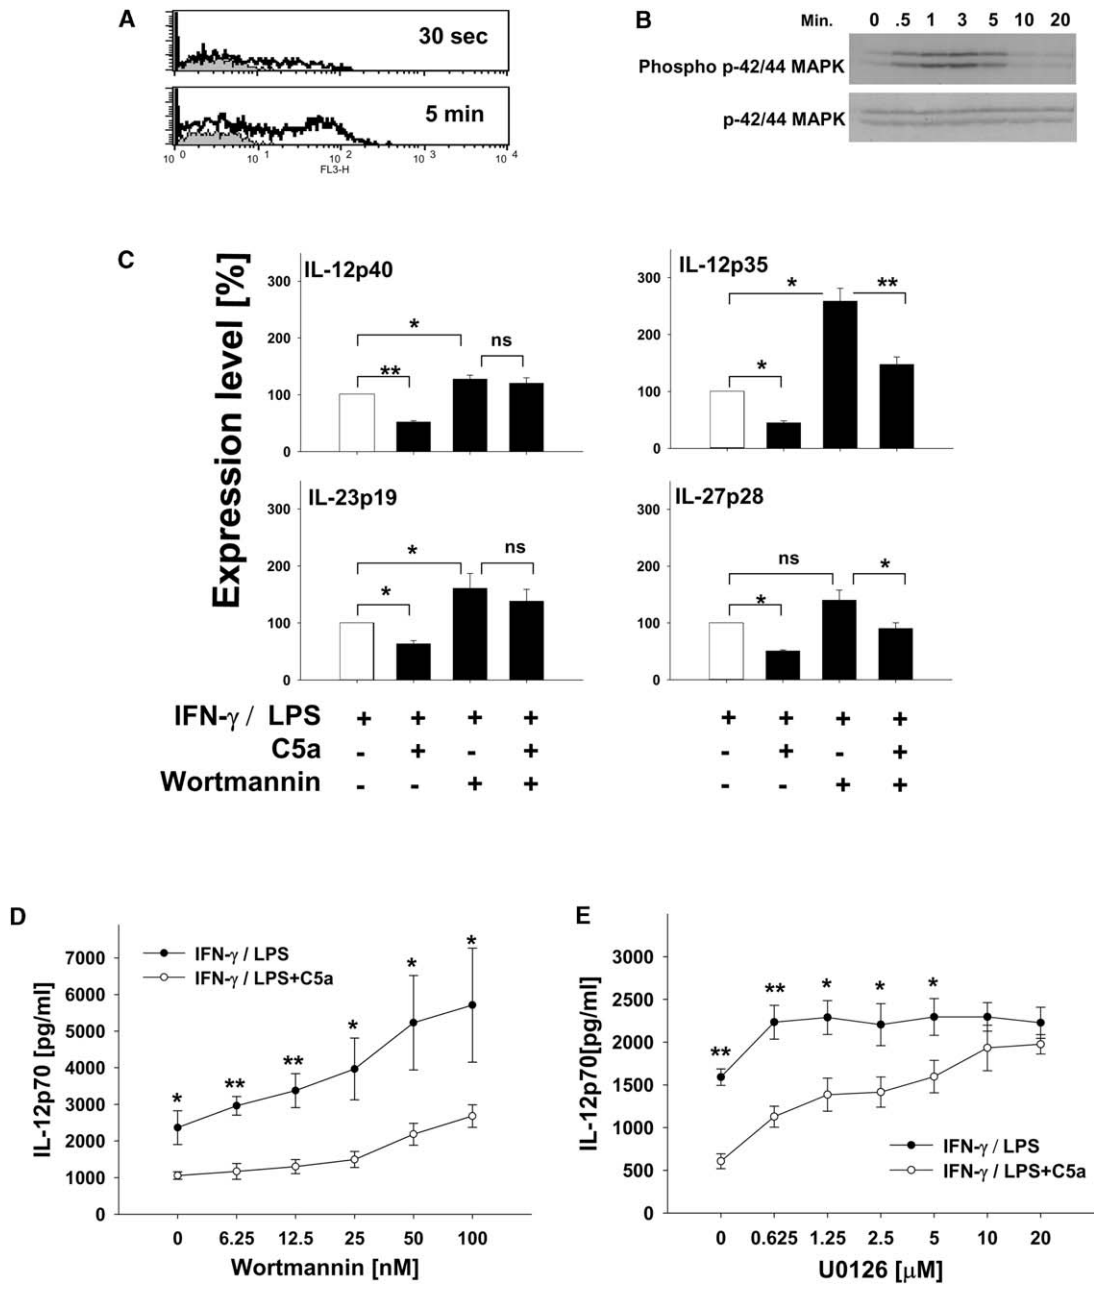 A
30 sec
5 min
10 0 10 1 10 2 10 3 10 4
FL3-H
B
Min. 0 .5 1 3 5 10 20
Phospho p-42/44 MAPK
p-42/44 MAPK
C
Expression level [%]
IL-12p40
300
200
100
0
*
**
ns
IL-12p35
300
200
100
0
*
**
*
IL-23p19
300
200
100
0
*
ns
*
IL-27p28
300
200
100
0
ns
*
*
IFN-γ / LPS + + + + + + + +
C5a - + - + - + - +
Wortmannin - - + + - - + +
D
IL-12p70 [pg/ml]
7000
6000
5000
4000
3000
2000
1000
0
IFN-γ / LPS
IFN-γ / LPS+C5a
* ** ** * * *
0 6.25 12.5 25 50 100
Wortmannin [nM]
E
IL-12p70[pg/ml]
3000
2500
2000
1500
1000
500
0
** ** * * *
IFN-γ / LPS
IFN-γ / LPS+C5a
0 0.625 1.25 2.5 5 10 20
U0126 [μM]